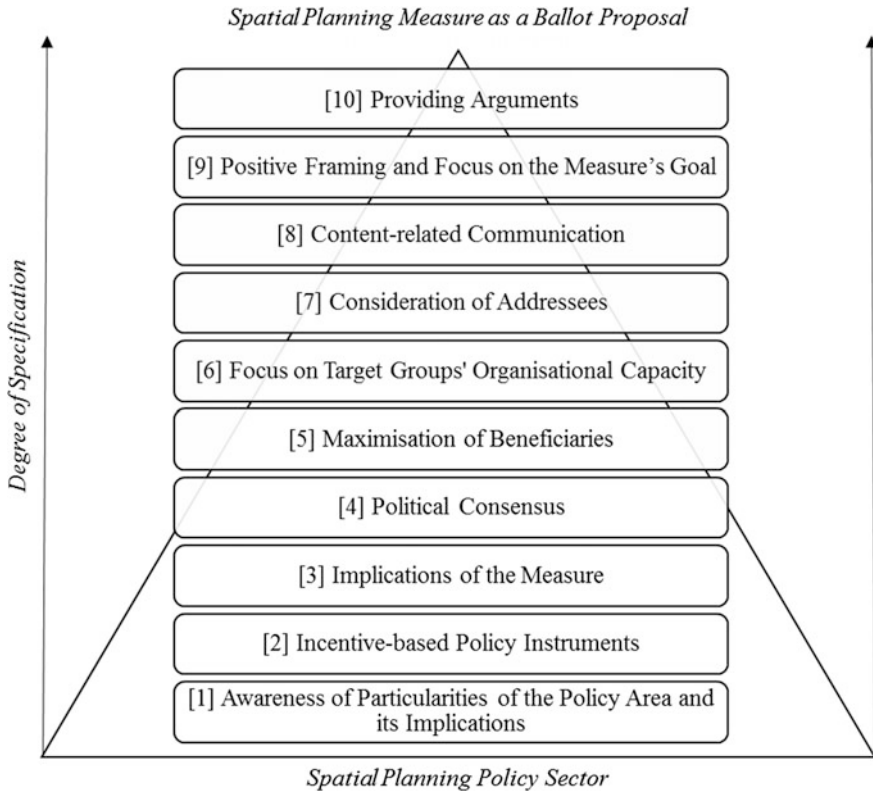 Spatial Planning Measure as a Ballot Proposal
[10] Providing Arguments
[9] Positive Framing and Focus on the Measure’s Goal
[8] Content-related Communication
[7] Consideration of Addressees
[6] Focus on Target Groups' Organisational Capacity
[5] Maximisation of Beneficiaries
[4] Political Consensus
[3] Implications of the Measure
[2] Incentive-based Policy Instruments
[1] Awareness of Particularities of the Policy Area and
its Implications
Degree of Specification
Spatial Planning Policy Sector